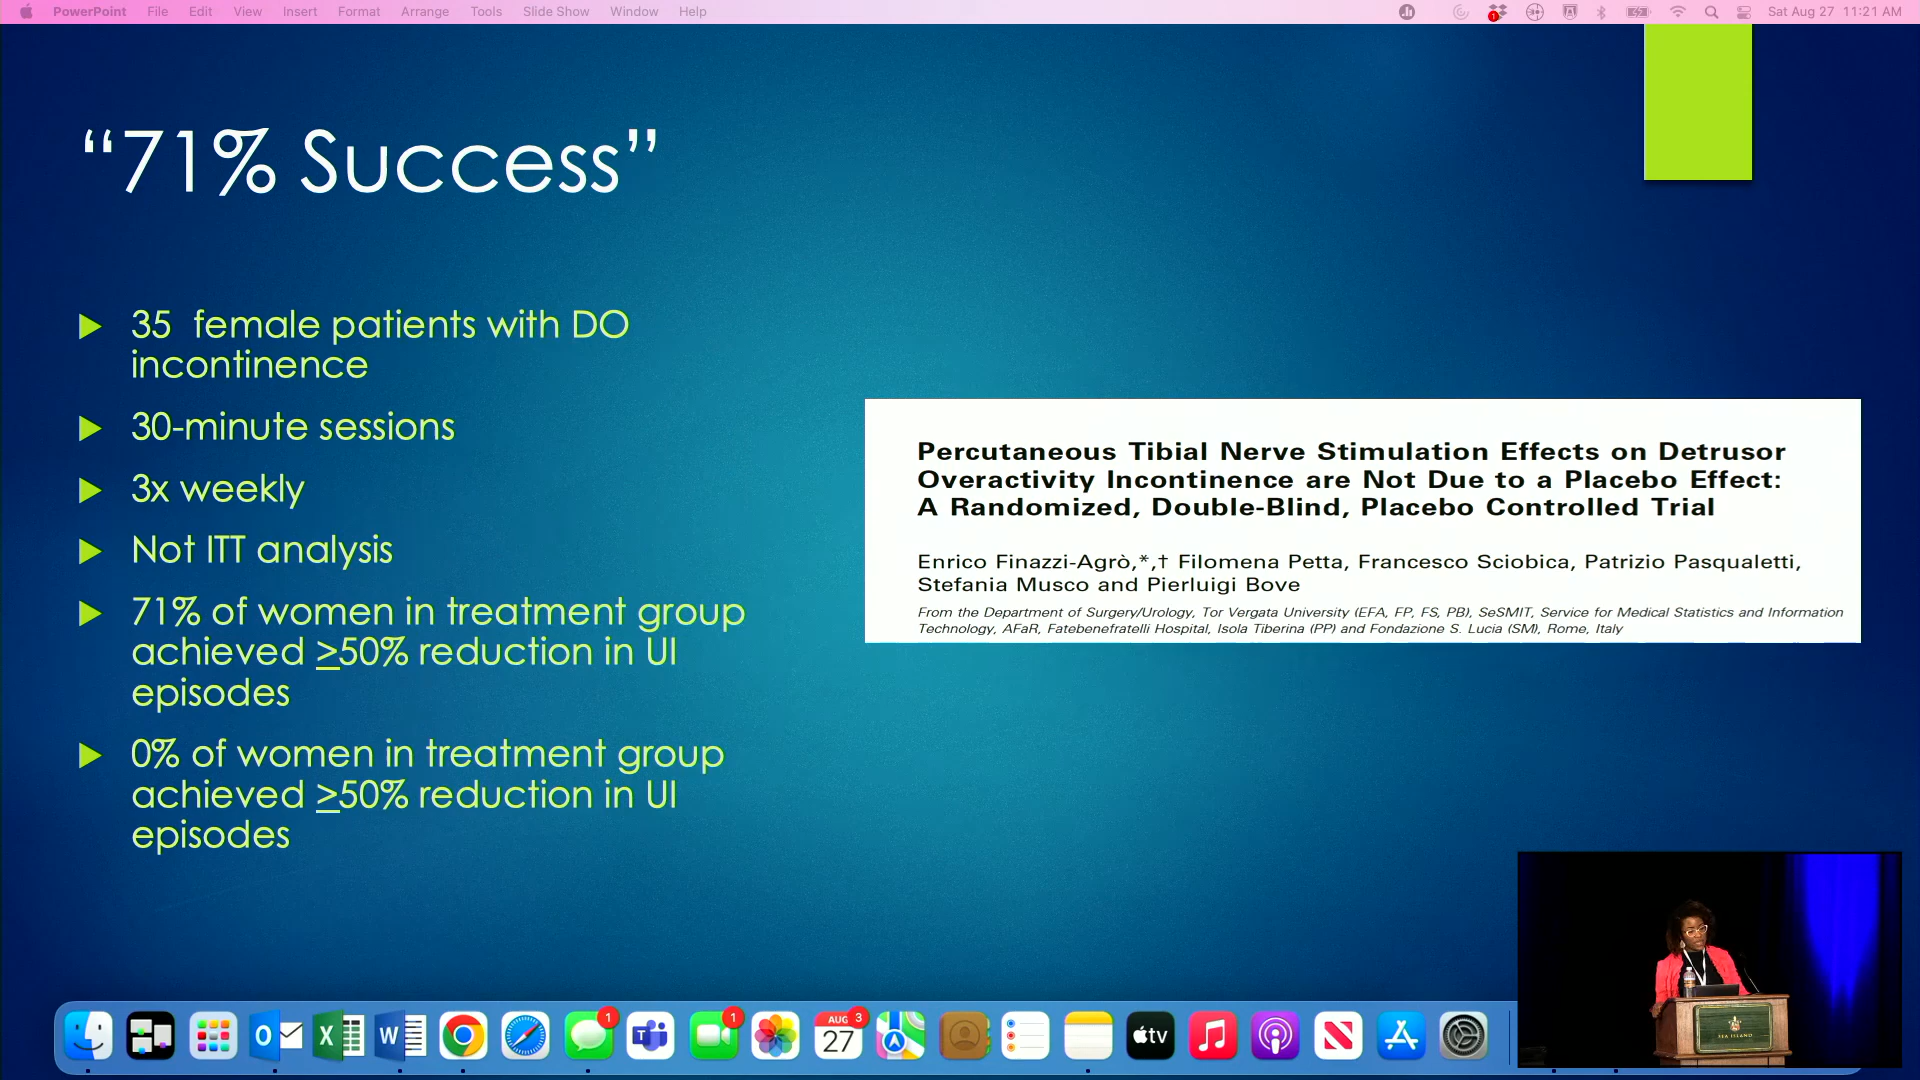 PowerPoint File Edit View Insert Format Arrange Tools Slide Show Window Help
1
Sat Aug 27 11:21 AM
“71% Success”
35 female patients with DO
incontinence
30-minute sessions
3x weekly
Not ITT analysis
71% of women in treatment group
achieved >50% reduction in UI
episodes
0% of women in treatment group
achieved >50% reduction in UI
episodes
Percutaneous Tibial Nerve Stimulation Effects on Detrusor
Overactivity Incontinence are Not Due to a Placebo Effect:
A Randomized, Double-Blind, Placebo Controlled Trial
Enrico Finazzi-Agrò,*,† Filomena Petta, Francesco Sciobica, Patrizio Pasqualetti,
Stefania Musco and Pierluigi Bove
From the Department of Surgery/Urology, Tor Vergata University (EFA, FP, FS, PB), SeSMIT, Service for Medical Statistics and Information
Technology, AFaR, Fatebenefratelli Hospital, Isola Tiberina (PP) and Fondazione S. Lucia (SM), Rome, Italy
1
1
AUG 3
27
tv
SEA ISLAND